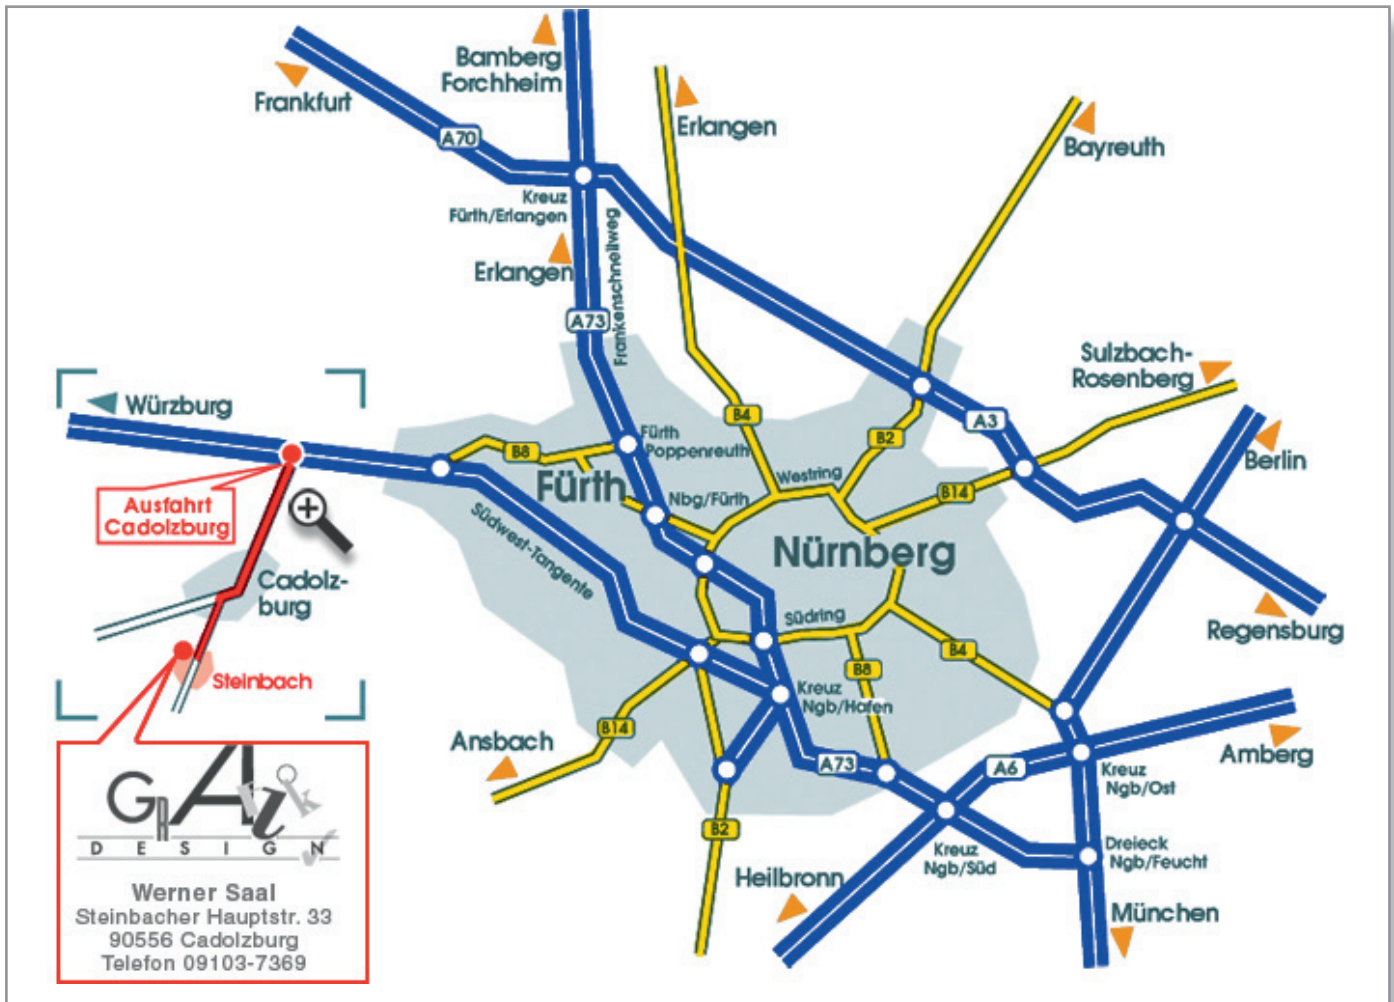 Bamberg
Forchheim
Frankfurt
A70
Erlangen
Bayreuth
Kreuz
Fürth/Erlangen
Frankenschnellweg
Erlangen
A73
Sulzbach-
Rosenberg
Würzburg
B4
A3
B2
Fürth
Poppenreuth
B8
Berlin
Westring
Fürth
Nbg/Fürth
B14
Ausfahrt
Cadolzburg
Südwest-Tangente
Nürnberg
Cadolz-
burg
Südring
Regensburg
B4
B8
Steinbach
Kreuz
Ngb/Hafen
B14
Ansbach
Amberg
A73
A6
Kreuz
Ngb/Ost
B2
Kreuz
Ngb/Süd
Dreieck
Ngb/Feucht
Heilbronn
München
GRAfik
DESIGN
Werner Saal
Steinbacher Hauptstr. 33
90556 Cadolzburg
Telefon 09103-7369